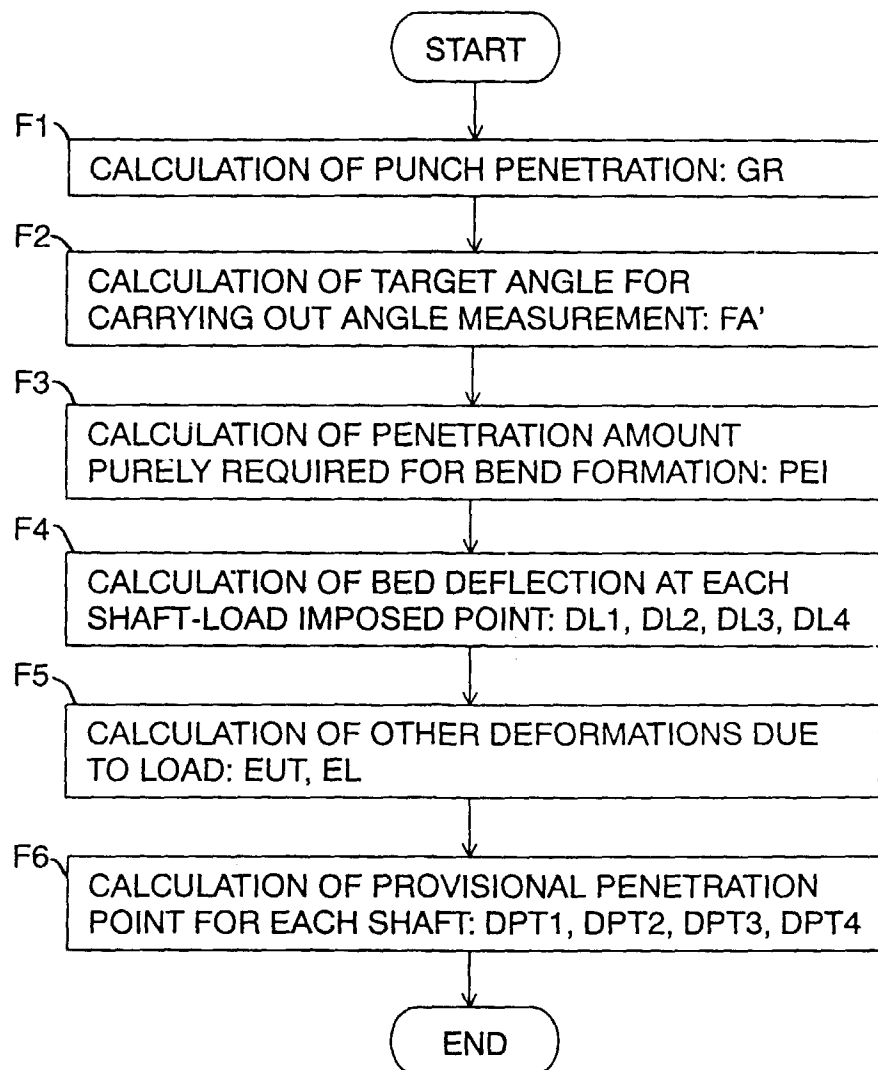 START
F1
CALCULATION OF PUNCH PENETRATION: GR
F2
CALCULATION OF TARGET ANGLE FOR
CARRYING OUT ANGLE MEASUREMENT: FA'
F3
CALCULATION OF PENETRATION AMOUNT
PURELY REQUIRED FOR BEND FORMATION: PEI
F4
CALCULATION OF BED DEFLECTION AT EACH
SHAFT-LOAD IMPOSED POINT: DL1, DL2, DL3, DL4
F5
CALCULATION OF OTHER DEFORMATIONS DUE
TO LOAD: EUT, EL
F6
CALCULATION OF PROVISIONAL PENETRATION
POINT FOR EACH SHAFT: DPT1, DPT2, DPT3, DPT4
END